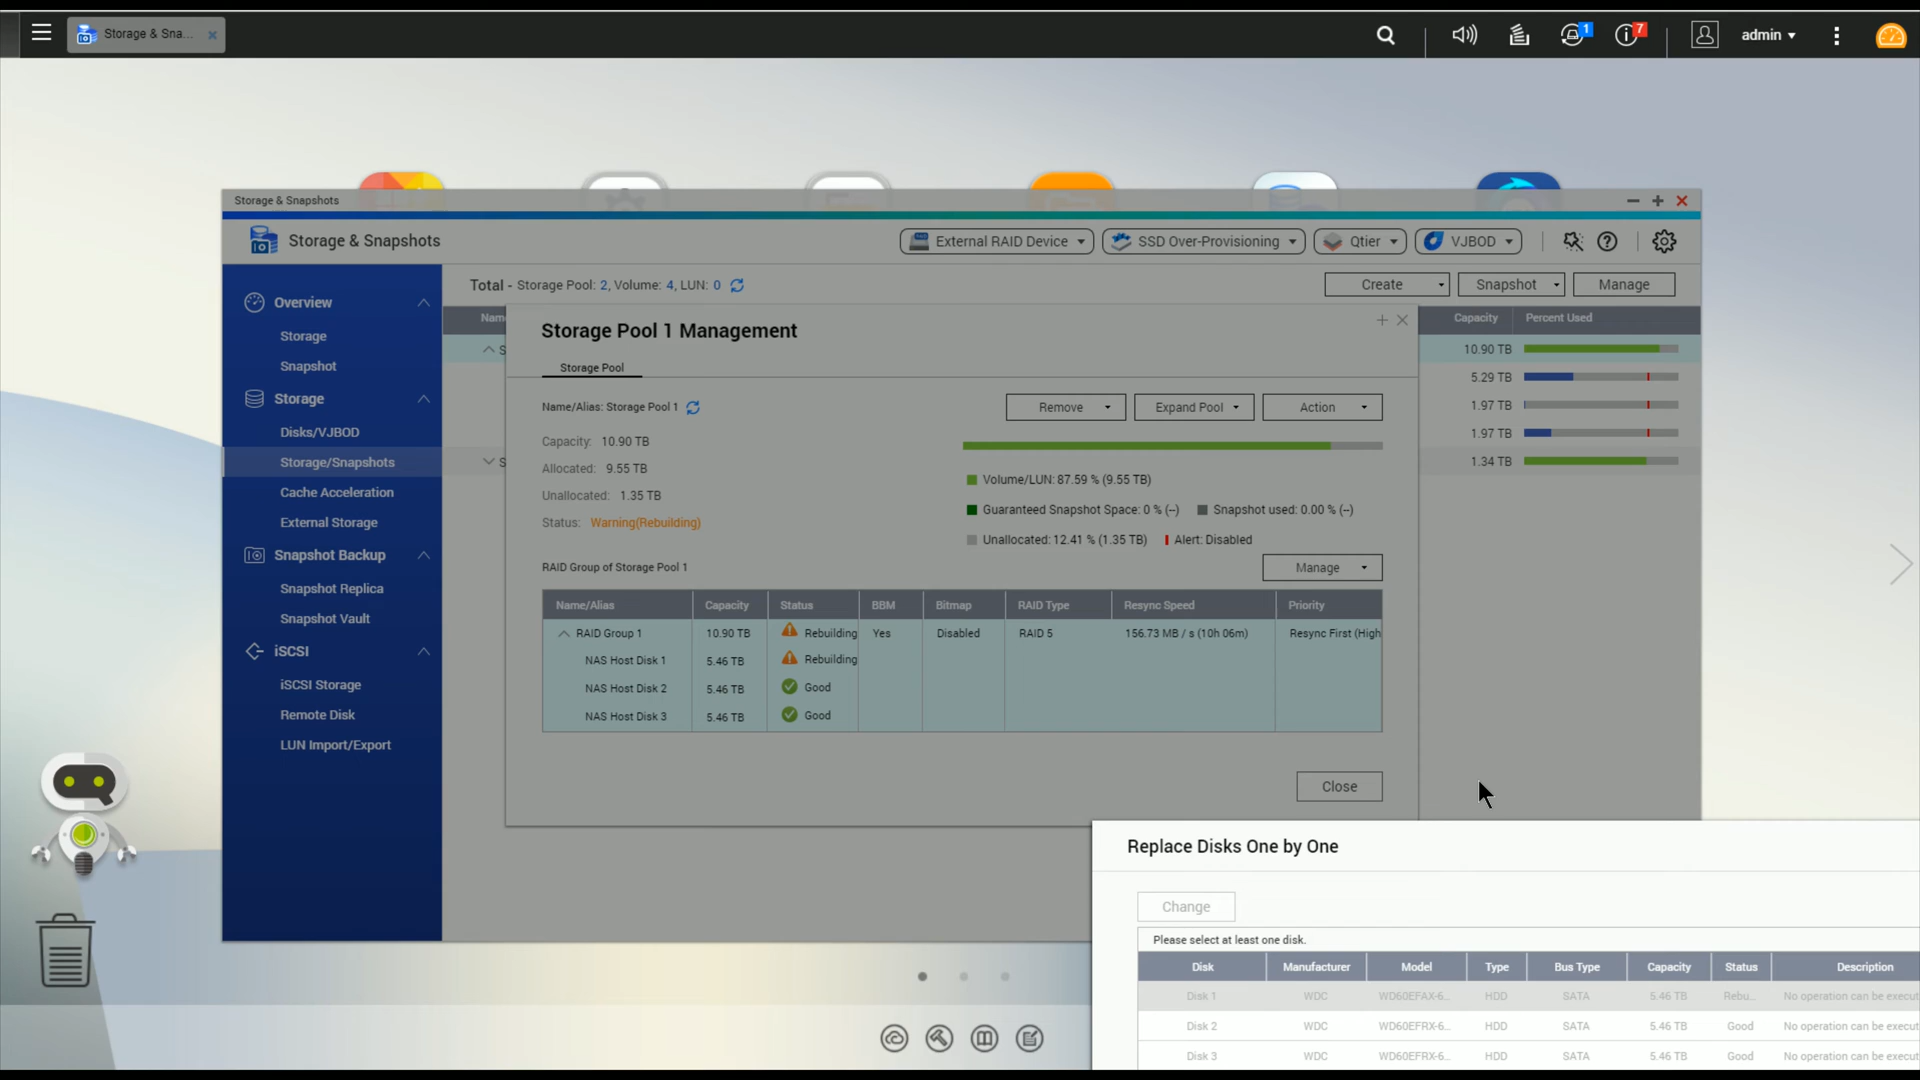 Storage & Sna...
1
7
admin
Storage & Snapshots
Storage & Snapshots
External RAID Device
SSD Over-Provisioning
Qtier
VJBOD
Overview
Storage
Snapshot
Storage
Disks/VJBOD
Storage/Snapshots
Cache Acceleration
External Storage
Snapshot Backup
Snapshot Replica
Snapshot Vault
iSCSI
iSCSI Storage
Remote Disk
LUN Import/Export
Total - Storage Pool: 2, Volume: 4, LUN: 0
Create
Snapshot
Manage
Nam
Capacity
Percent Used
S
10.90 TB
5.29 TB
1.97 TB
1.97 TB
S
1.34 TB
Storage Pool 1 Management
Storage Pool
Name/Alias: Storage Pool 1
Remove
Expand Pool
Action
Capacity: 10.90 TB
Allocated: 9.55 TB
Unallocated: 1.35 TB
Status: Warning(Rebuilding)
Volume/LUN: 87.59 % (9.55 TB)
Guaranteed Snapshot Space: 0 % (--)
Snapshot used: 0.00 % (--)
Unallocated: 12.41 % (1.35 TB)
Alert: Disabled
RAID Group of Storage Pool 1
Manage
Name/Alias Capacity Status BBM Bitmap RAID Type Resync Speed Priority
RAID Group 1 10.90 TB Rebuilding Yes Disabled RAID 5 156.73 MB / s (10h 06m) Resync First (High
NAS Host Disk 1 5.46 TB Rebuilding
NAS Host Disk 2 5.46 TB Good
NAS Host Disk 3 5.46 TB Good
Close
Replace Disks One by One
Change
Please select at least one disk.
Disk Manufacturer Model Type Bus Type Capacity Status Description
Disk 1 WDC WD60EFAX-6... HDD SATA 5.46 TB Rebu... No operation can be execut
Disk 2 WDC WD60EFRX-6... HDD SATA 5.46 TB Good No operation can be execut
Disk 3 WDC WD60EFRX-6... HDD SATA 5.46 TB Good No operation can be execut